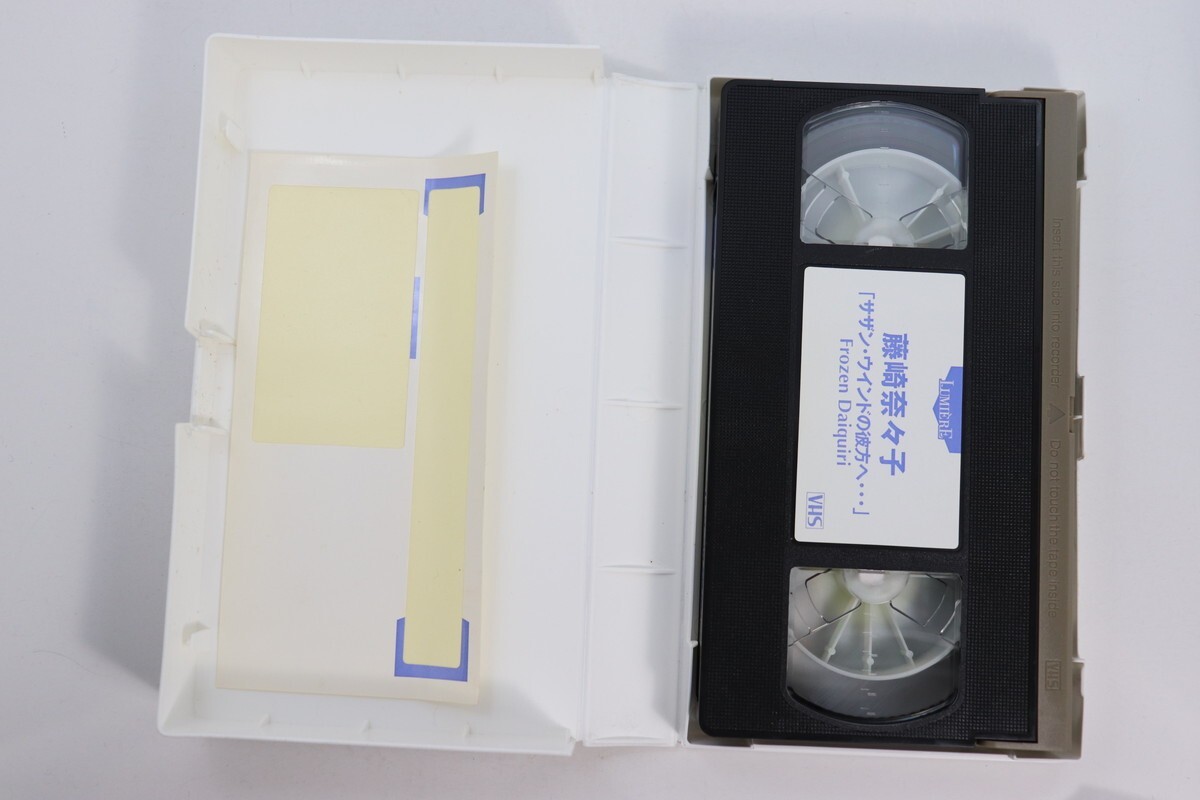 LUMIÈRE
藤崎奈々子
「サザン・ウインドの彼方へ・・・」
Frozen Daiquiri
VHS
Insert this side into recorder △ Do not touch the tape inside
VHS